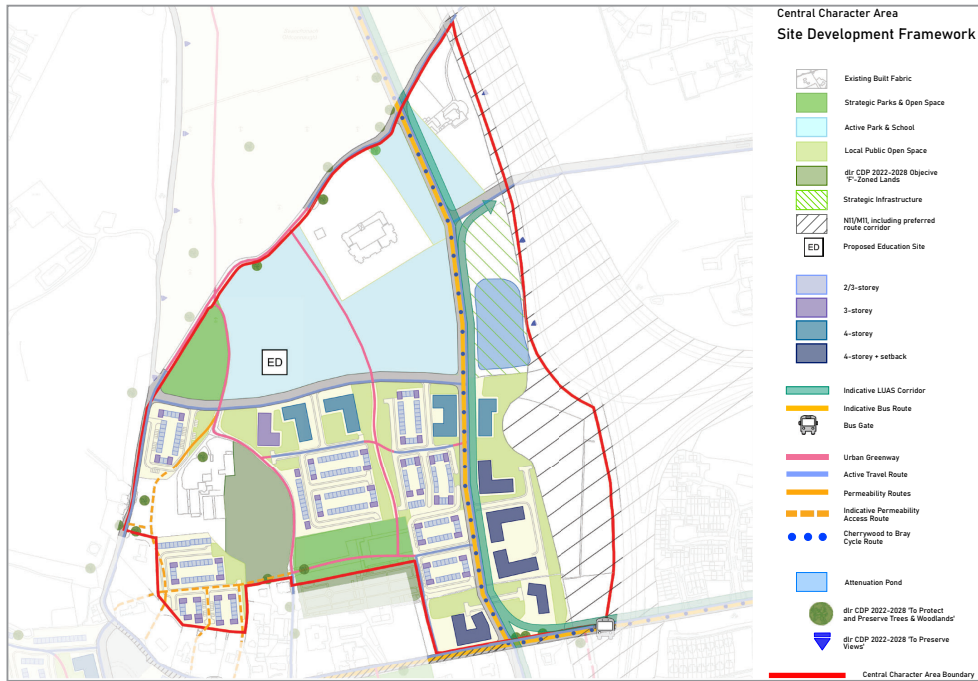 Central Character Area
Site Development Framework
Existing Built Fabric
Strategic Parks & Open Space
Active Park & School
Local Public Open Space
dlr CDP 2022-2028 Objecive
'F'-Zoned Lands
Strategic Infrastructure
N11/M11, including preferred
route corridor
ED
Proposed Education Site
2/3-storey
3-storey
4-storey
4-storey + setback
Indicative LUAS Corridor
Indicative Bus Route
Bus Gate
Urban Greenway
Active Travel Route
Permeability Routes
Indicative Permeability
Access Route
Cherrywood to Bray
Cycle Route
Attenuation Pond
dlr CDP 2022-2028 'To Protect
and Preserve Trees & Woodlands'
dlr CDP 2022-2028 'To Preserve
Views'
Central Character Area Boundary
ED